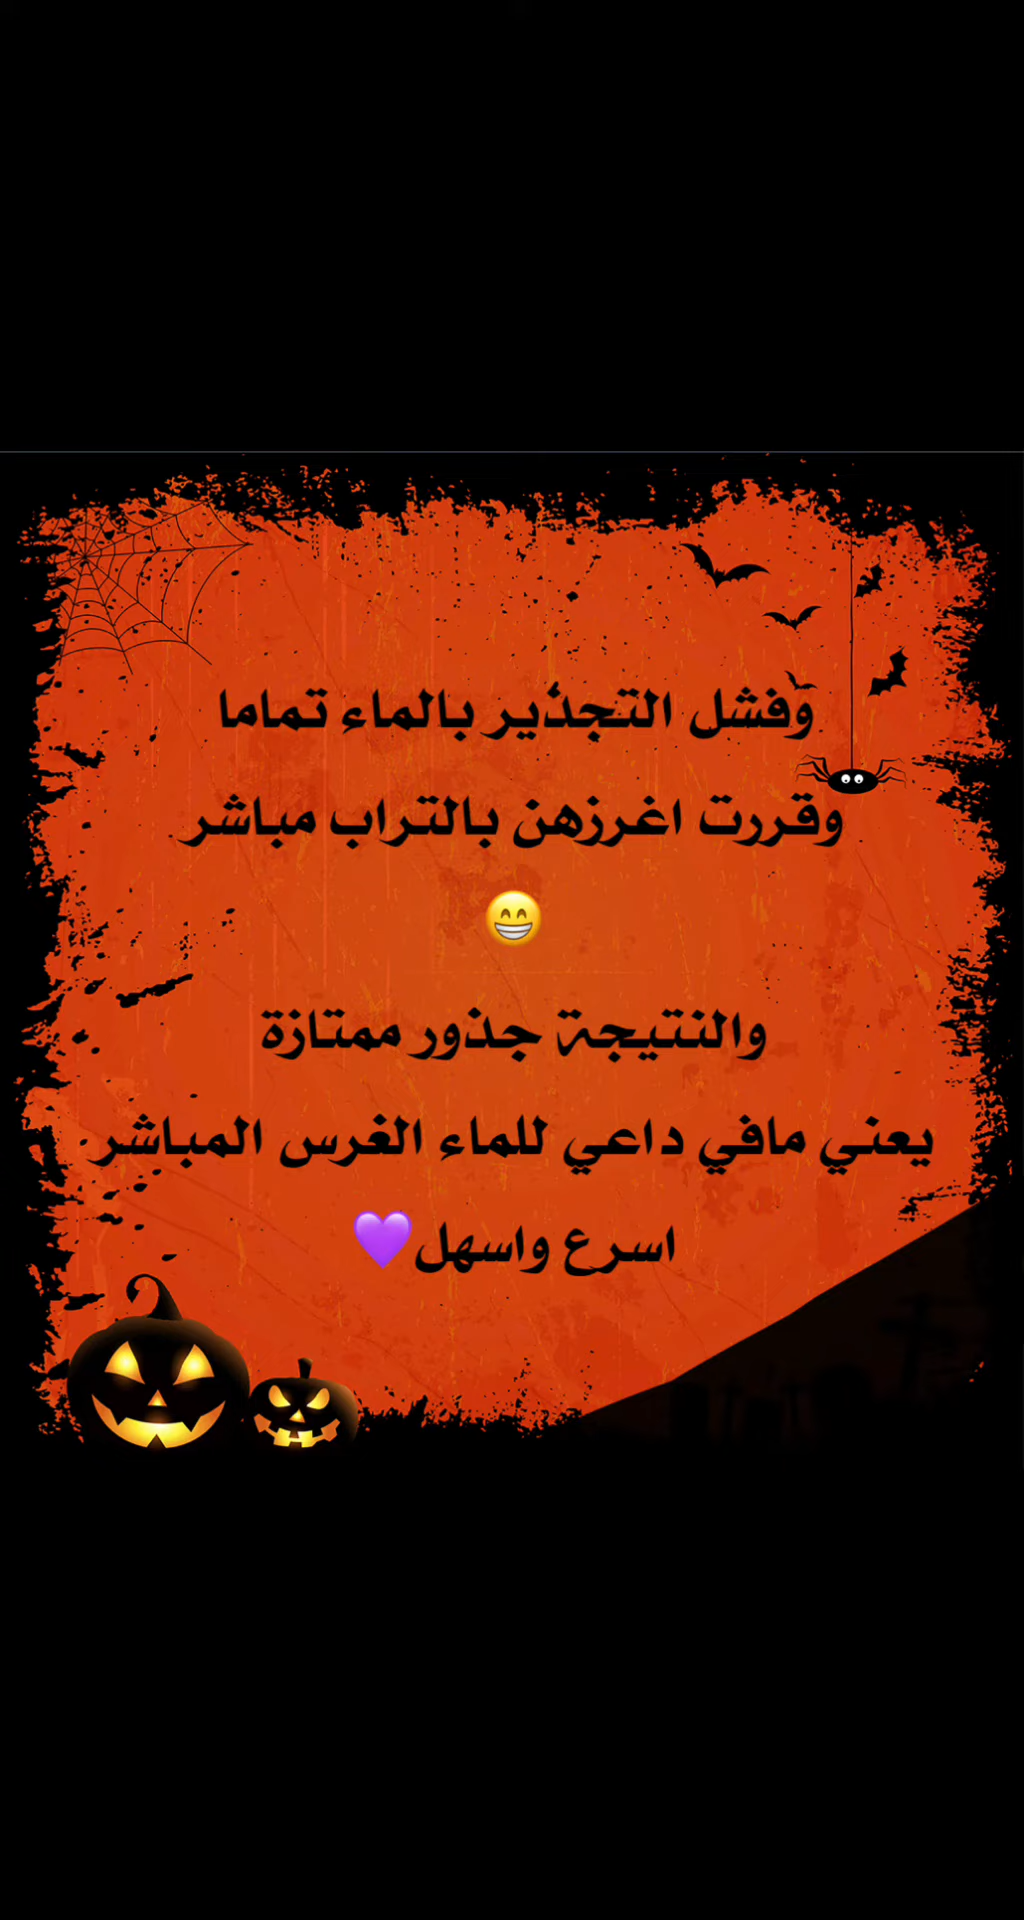 وفشل التجذير بالماء تماما
وقررت اغرزهن بالتراب مباشر
😁
والنتيجة جذور ممتازة
يعني مافي داعي للماء الغرس المباشر
اسرع واسهل💜